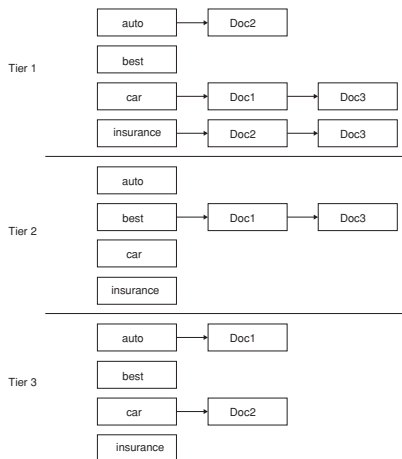 auto Doc2
Tier 1
best
car Doc1 Doc3
insurance Doc2 Doc3
auto
best Doc1 Doc3
Tier 2
car
insurance
auto Doc1
best
Tier 3
car Doc2
insurance